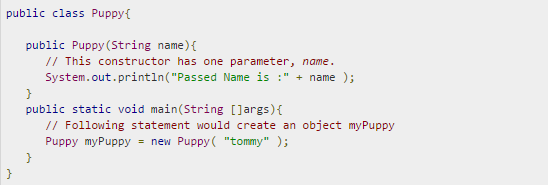 public class Puppy{
public Puppy(String name){
// This constructor has one parameter, name.
System.out.println("Passed Name is :" + name );
}
public static void main(String []args){
// Following statement would create an object myPuppy
Puppy myPuppy = new Puppy( "tommy" );
}
}